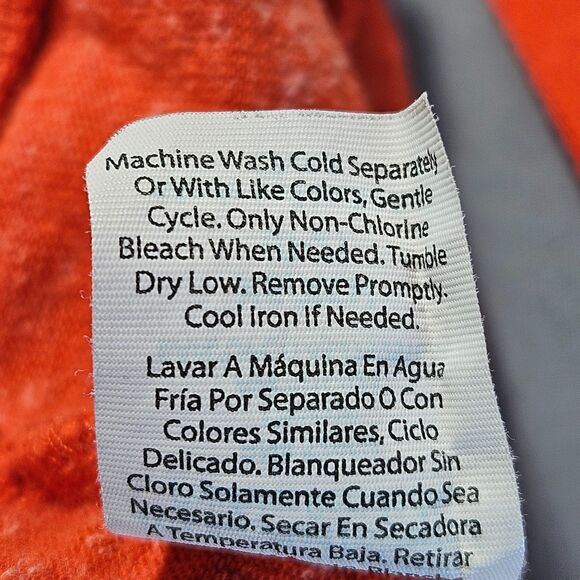 Machine Wash Cold Separately
Or With Like Colors, Gentle
Cycle. Only Non-Chlorine
Bleach When Needed. Tumble
Dry Low. Remove Promptly.
Cool Iron If Needed.
Lavar A Máquina En Agua
Fría Por Separado O Con
Colores Similares, Ciclo
Delicado. Blanqueador Sin
Cloro Solamente Cuando Sea
Necesario. Secar En Secadora
A Temperatura Baja. Retirar